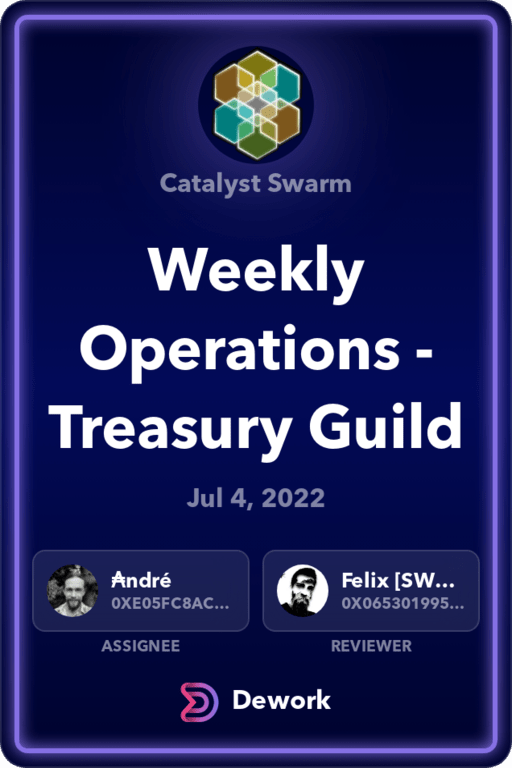 Catalyst Swarm
Weekly
Operations -
Treasury Guild
Jul 4, 2022
₳ndré
0XE05FC8AC...
Felix [SW...
0X065301995...
ASSIGNEE
REVIEWER
Dework